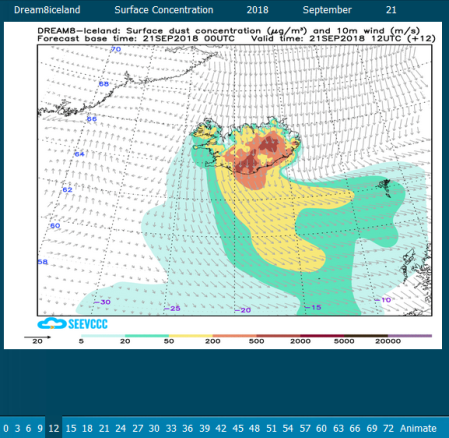 Dream8iceland Surface Concentration 2018 September 21
DREAM8-Iceland: Surface dust concentration (μg/m³) and 10m wind (m/s)
Forecast base time: 21SEP2018 00UTC Valid time: 21SEP2018 12UTC (+12)
70
68
66
64
62
60
58
-30 -25 -20 -15 -10
SEEVCCC
20 5 20 50 200 500 2000 5000 20000
0 3 6 9 12 15 18 21 24 27 30 33 36 39 42 45 48 51 54 57 60 63 66 69 72 Animate